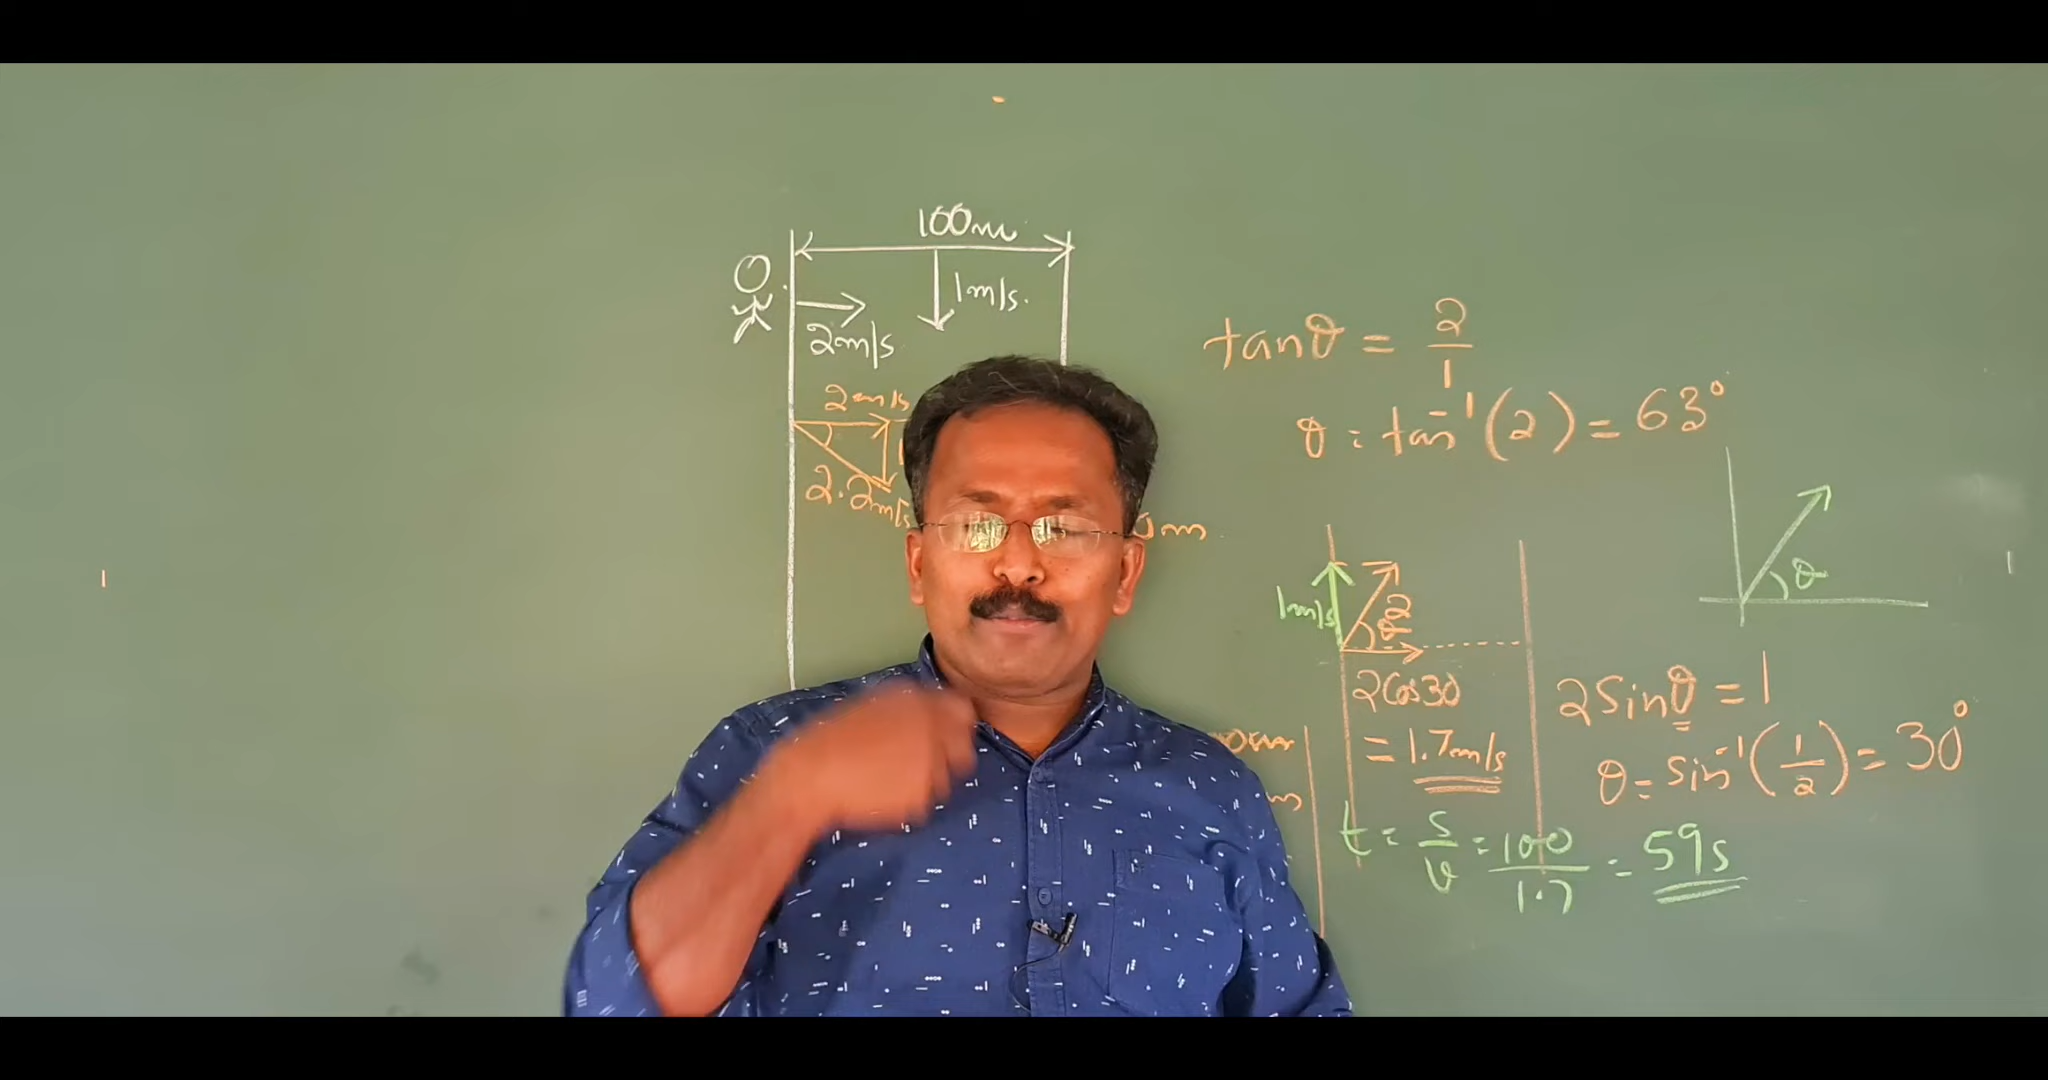 100m
1m/s.
2m/s
2m/s
2.2m/s
tanθ = 2/1
θ = tan⁻¹(2) = 63°
θ
1m/s
2
θ
2Cos30
= 1.7m/s
2Sinθ = 1
θ = Sin⁻¹(1/2) = 30°
t = s/v = 100/1.7 = 59s